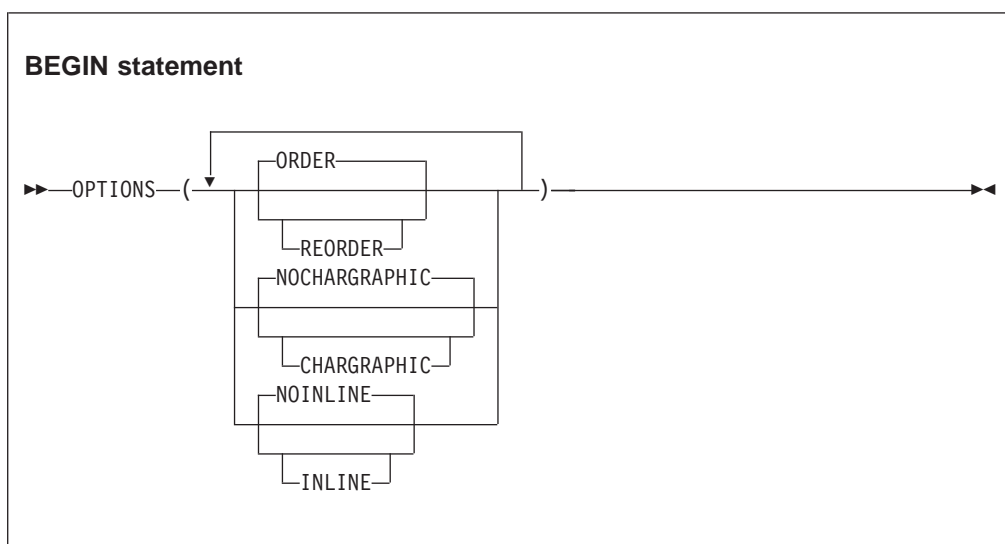 BEGIN statement
ORDER
OPTIONS ( )
REORDER
NOCHARGRAPHIC
CHARGRAPHIC
NOINLINE
INLINE